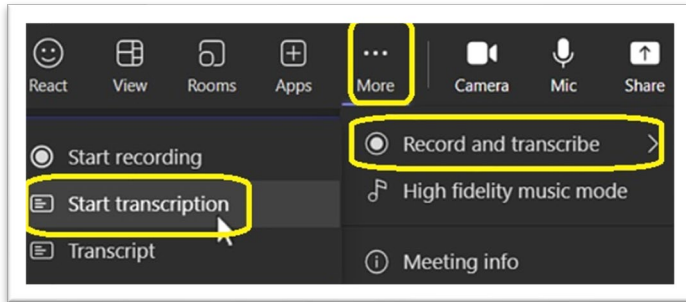 React View Rooms Apps More Camera Mic Share
Start recording
Start transcription
Transcript
Record and transcribe
High fidelity music mode
Meeting info